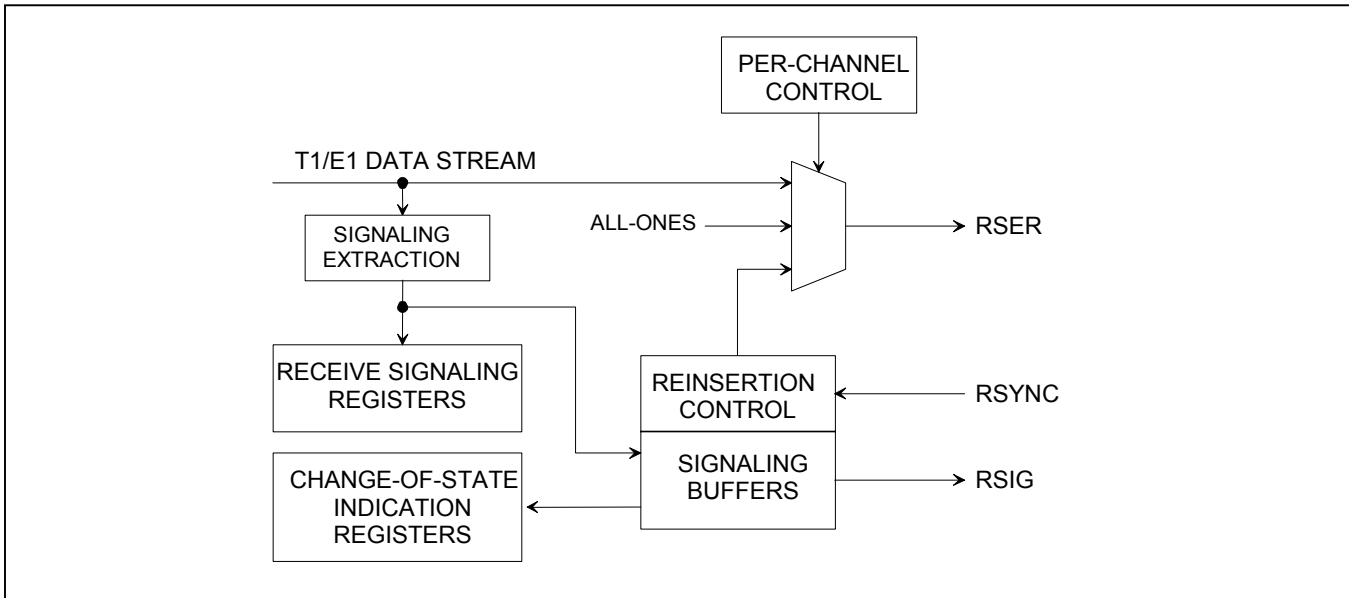 PER-CHANNEL
CONTROL
T1/E1 DATA STREAM
ALL-ONES
RSER
SIGNALING
EXTRACTION
RECEIVE SIGNALING
REGISTERS
REINSERTION
CONTROL
RSYNC
CHANGE-OF-STATE
INDICATION
REGISTERS
SIGNALING
BUFFERS
RSIG